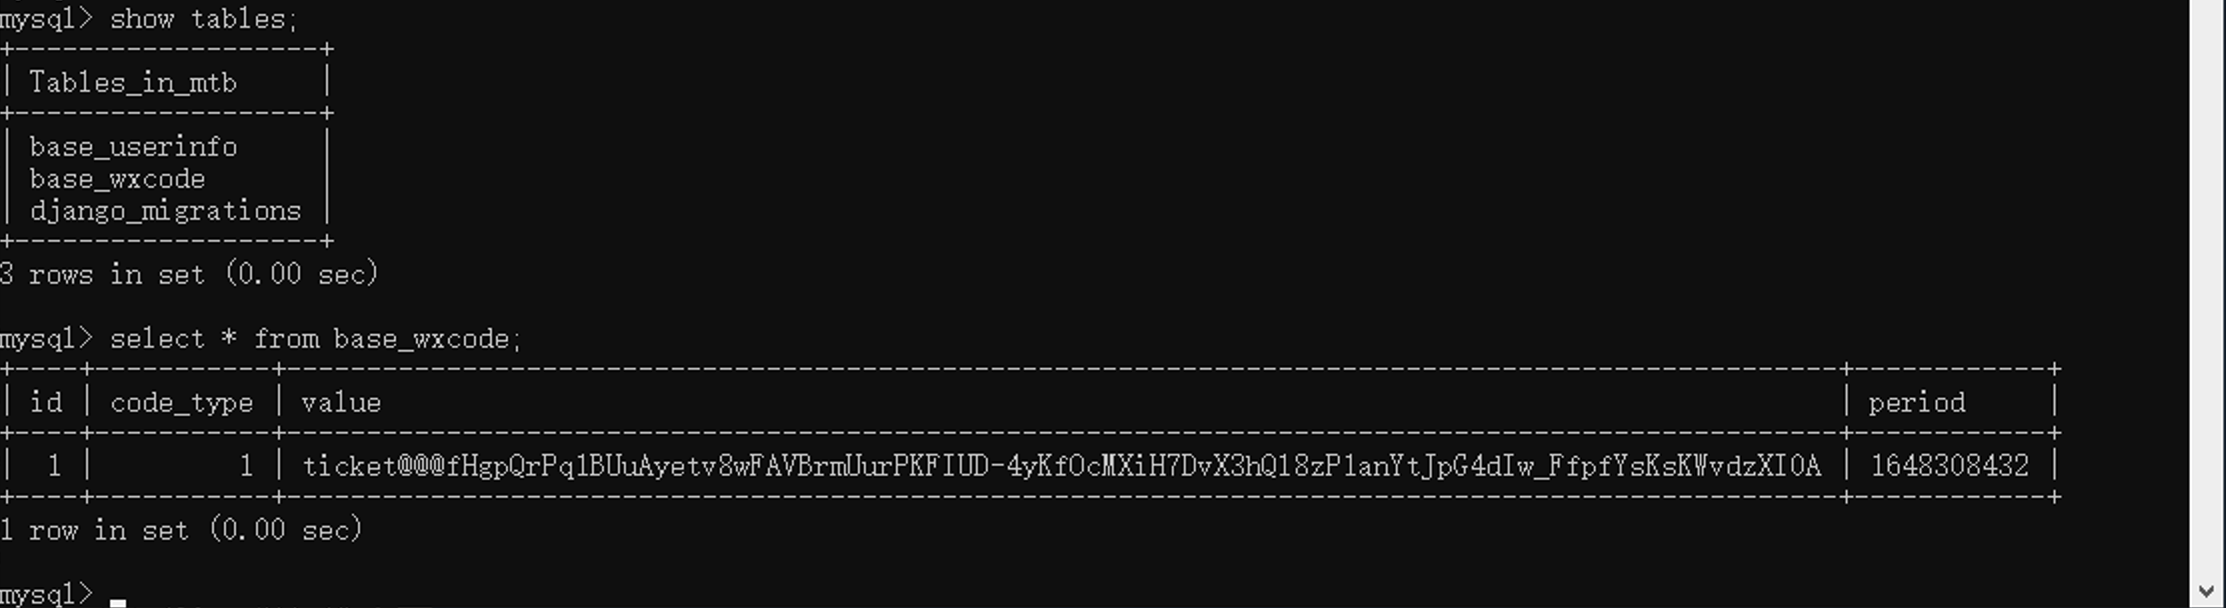 mysql> show tables;
+-------------------+
| Tables_in_mtb     |
+-------------------+
| base_userinfo     |
| base_wxcode       |
| django_migrations |
+-------------------+
3 rows in set (0.00 sec)
mysql> select * from base_wxcode;
+----+-----------+-------------------------------------------------------------------------------------------------+------------+
| id | code_type | value                                                                                           | period     |
+----+-----------+-------------------------------------------------------------------------------------------------+------------+
|  1 |         1 | ticket@@@fHgpQrPq1BUuAyetv8wFAVBrmUurPKFIUD-4yKfOcMXiH7DvX3hQ18zP1anYtJpG4dIw_FfpfYsKsKWvdzXI0A | 1648308432 |
+----+-----------+-------------------------------------------------------------------------------------------------+------------+
1 row in set (0.00 sec)
mysql>